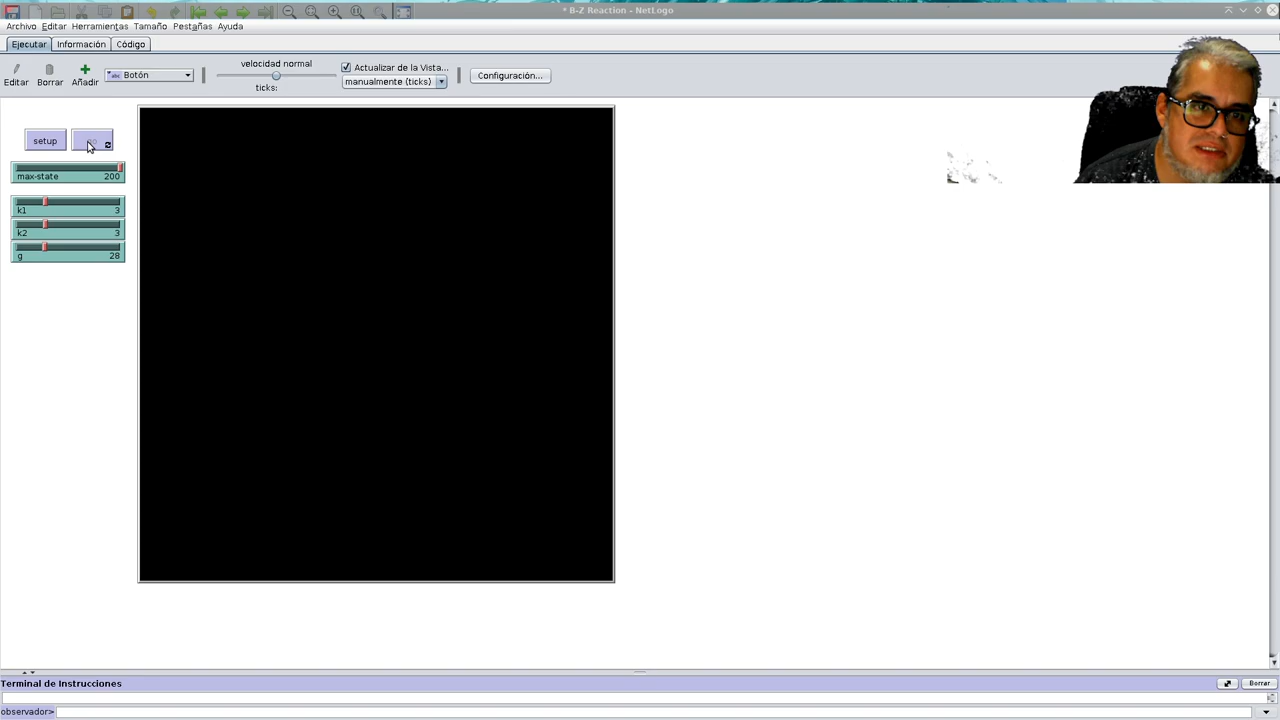 * B-Z Reaction - NetLogo
Archivo Editar Herramientas Tamaño Pestañas Ayuda
Ejecutar Información Código
Editar Borrar Añadir
abc Botón
velocidad normal
ticks:
Actualizar de la Vista...
manualmente (ticks)
Configuración...
setup
max-state 200
k1 3
k2 3
g 28
Terminal de Instrucciones
Borrar
observador>